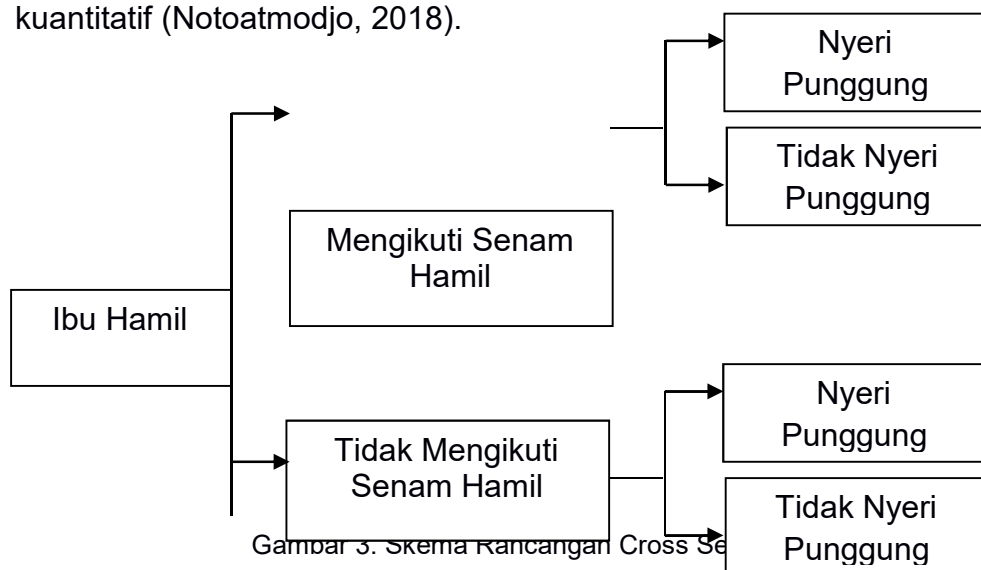 kuantitatif (Notoatmodjo, 2018).
Nyeri
Punggung
Tidak Nyeri
Punggung
Mengikuti Senam
Hamil
Ibu Hamil
Nyeri
Punggung
Tidak Mengikuti
Senam Hamil
Tidak Nyeri
Punggung
Gambar 3. Skema Rancangan Cross